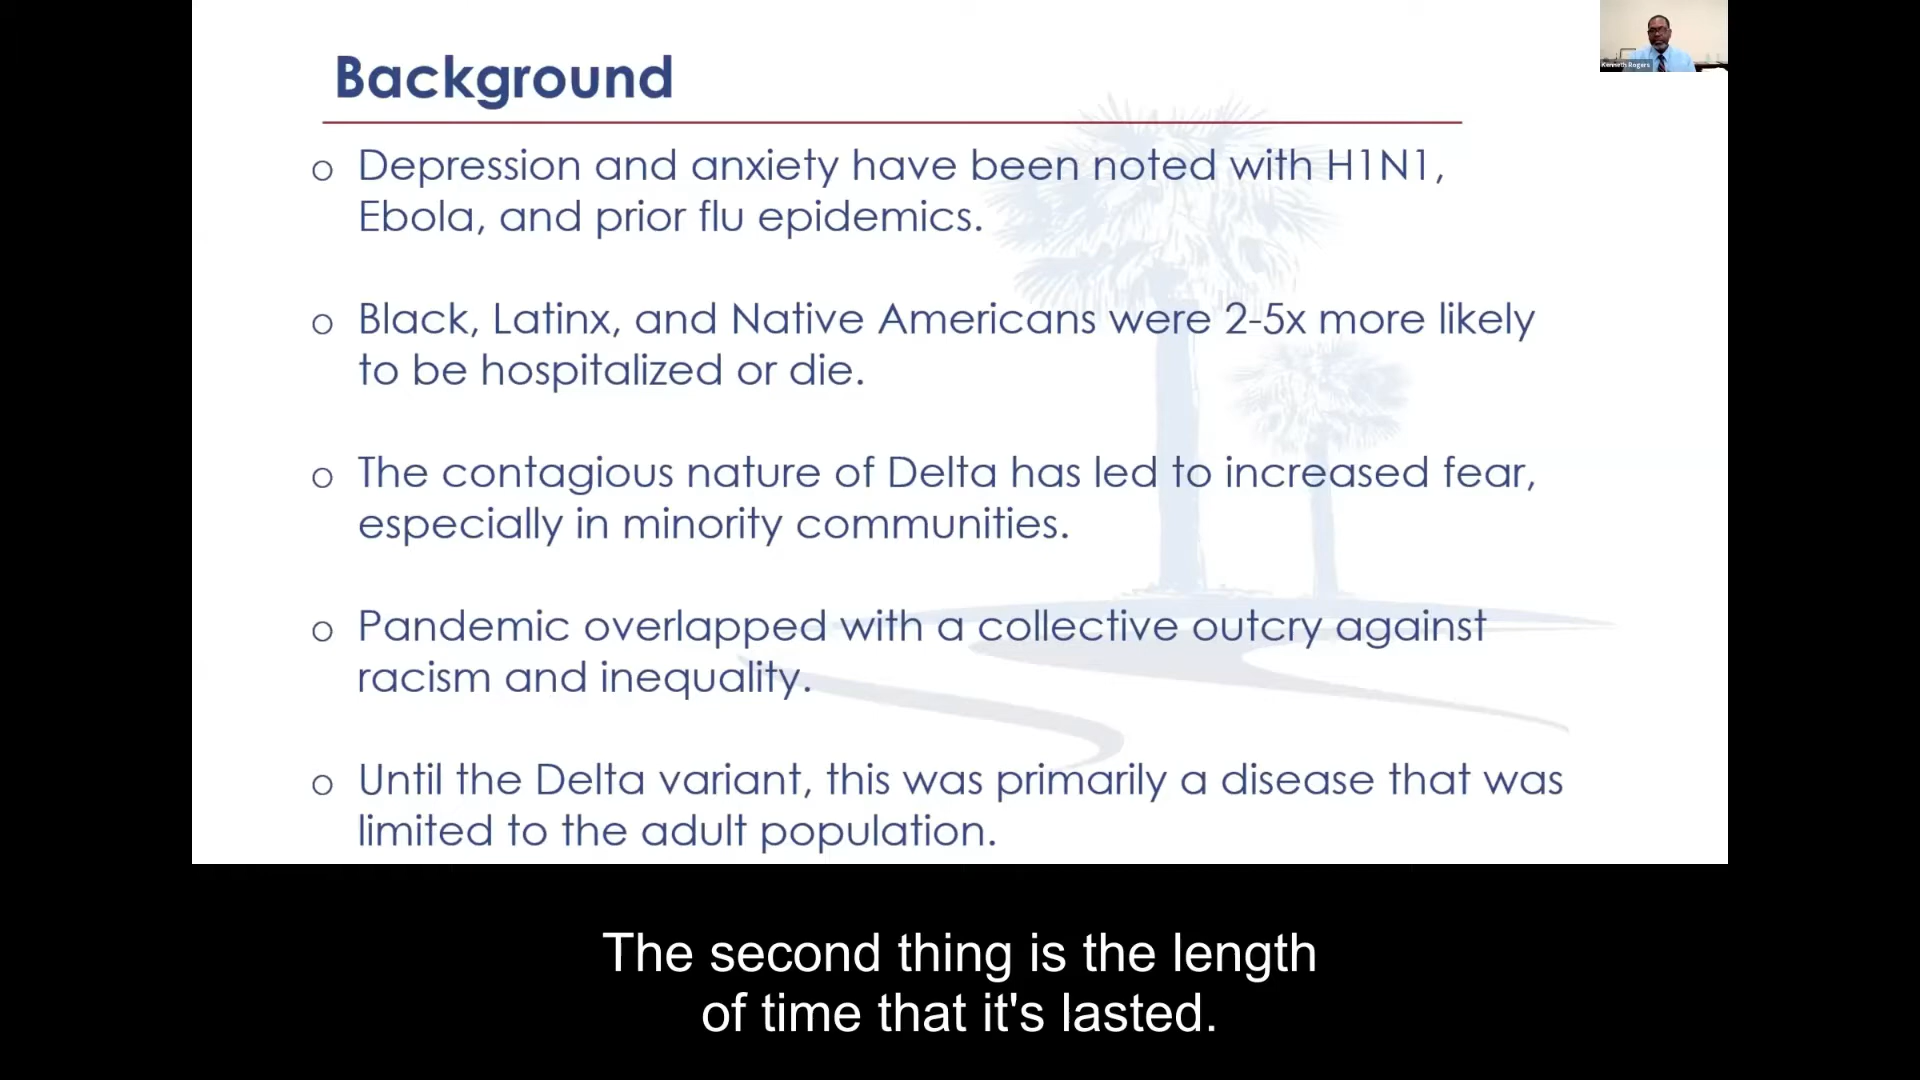 Background
Kenneth Rogers
o Depression and anxiety have been noted with H1N1,
Ebola, and prior flu epidemics.
o Black, Latinx, and Native Americans were 2-5x more likely
to be hospitalized or die.
o The contagious nature of Delta has led to increased fear,
especially in minority communities.
o Pandemic overlapped with a collective outcry against
racism and inequality.
o Until the Delta variant, this was primarily a disease that was
limited to the adult population.
The second thing is the length
of time that it's lasted.